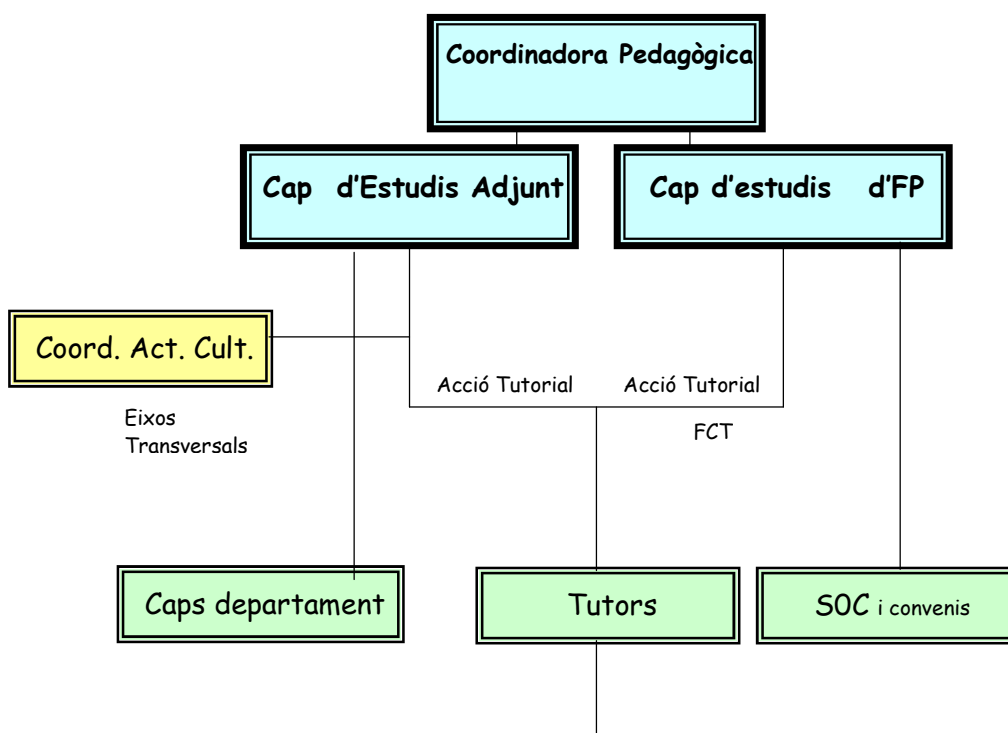 Coordinadora Pedagògica
Cap d'Estudis Adjunt
Cap d'estudis d'FP
Coord. Act. Cult.
Acció Tutorial
Acció Tutorial
Eixos
Transversals
FCT
Caps departament
Tutors
SOC i convenis